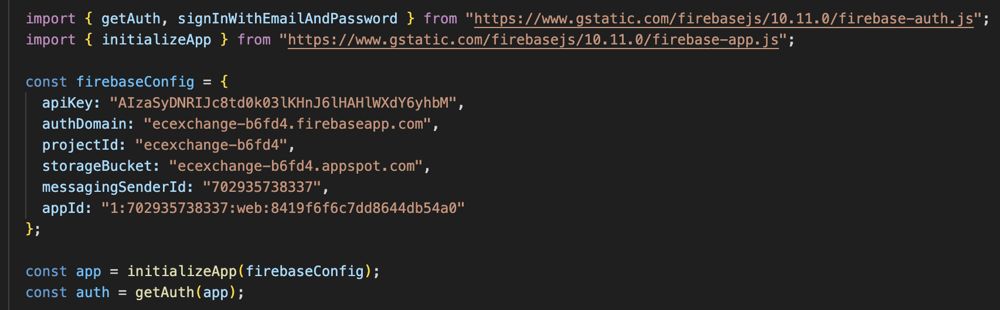 import { getAuth, signInWithEmailAndPassword } from "https://www.gstatic.com/firebasejs/10.11.0/firebase-auth.js";
import { initializeApp } from "https://www.gstatic.com/firebasejs/10.11.0/firebase-app.js";
const firebaseConfig = {
apiKey: "AIzaSyDNRIJc8td0k03lKHnJ6lHAHlWXdY6yhbM",
authDomain: "ecexchange-b6fd4.firebaseapp.com",
projectId: "ecexchange-b6fd4",
storageBucket: "ecexchange-b6fd4.appspot.com",
messagingSenderId: "702935738337",
appId: "1:702935738337:web:8419f6f6c7dd8644db54a0"
};
const app = initializeApp(firebaseConfig);
const auth = getAuth(app);